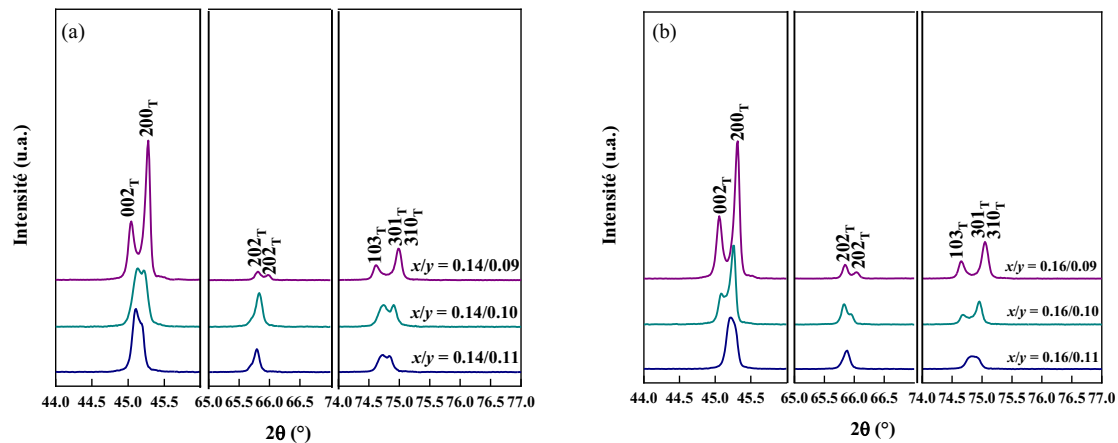 (a)
Intensité (u.a.)
002T
200T
202T
202T
103T
301T
310T
x/y = 0.14/0.09
x/y = 0.14/0.10
x/y = 0.14/0.11
44.0 44.5 45.0 45.5 65.0 65.5 66.0 66.5 74.0 74.5 75.0 75.5 76.0 76.5 77.0
2θ (°)
(b)
Intensité (u.a.)
002T
200T
202T
202T
103T
301T
310T
x/y = 0.16/0.09
x/y = 0.16/0.10
x/y = 0.16/0.11
44.0 44.5 45.0 45.5 65.0 65.5 66.0 66.5 74.0 74.5 75.0 75.5 76.0 76.5 77.0
2θ (°)